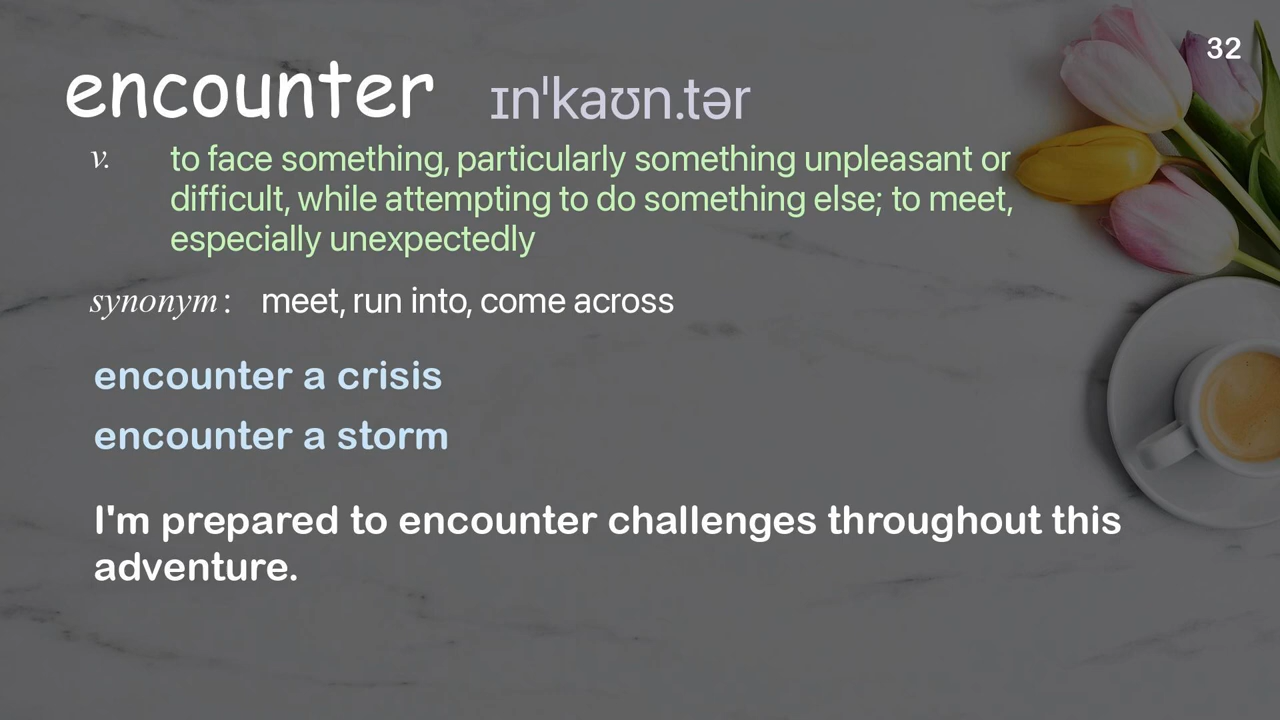 32
encounter ɪnˈkaʊn.tər
v. to face something, particularly something unpleasant or
difficult, while attempting to do something else; to meet,
especially unexpectedly
synonym: meet, run into, come across
encounter a crisis
encounter a storm
I'm prepared to encounter challenges throughout this
adventure.